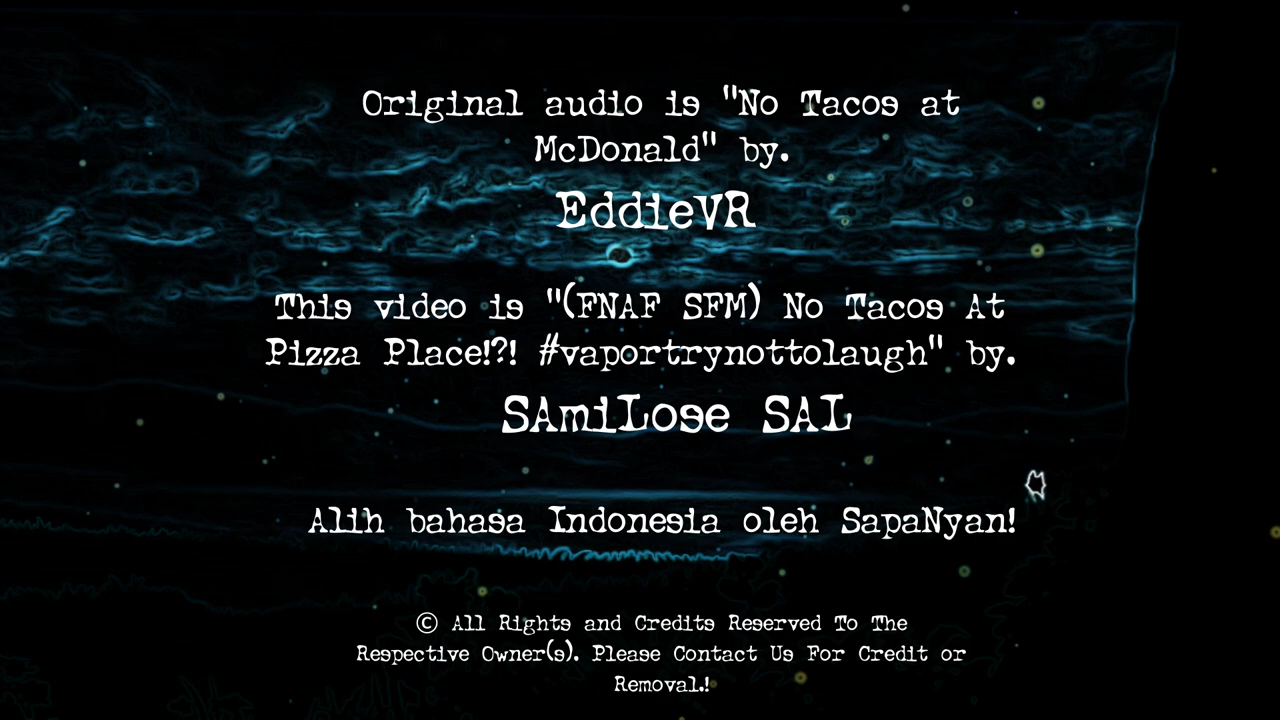 Original audio is "No Tacos at
McDonald" by.
EddieVR
This video is "(FNAF SFM) No Tacos At
Pizza Place!?! #vaportrynottolaugh" by.
SAmiLose SAL
Alih bahasa Indonesia oleh SapaNyan!
© All Rights and Credits Reserved To The
Respective Owner(s). Please Contact Us For Credit or
Removal.!